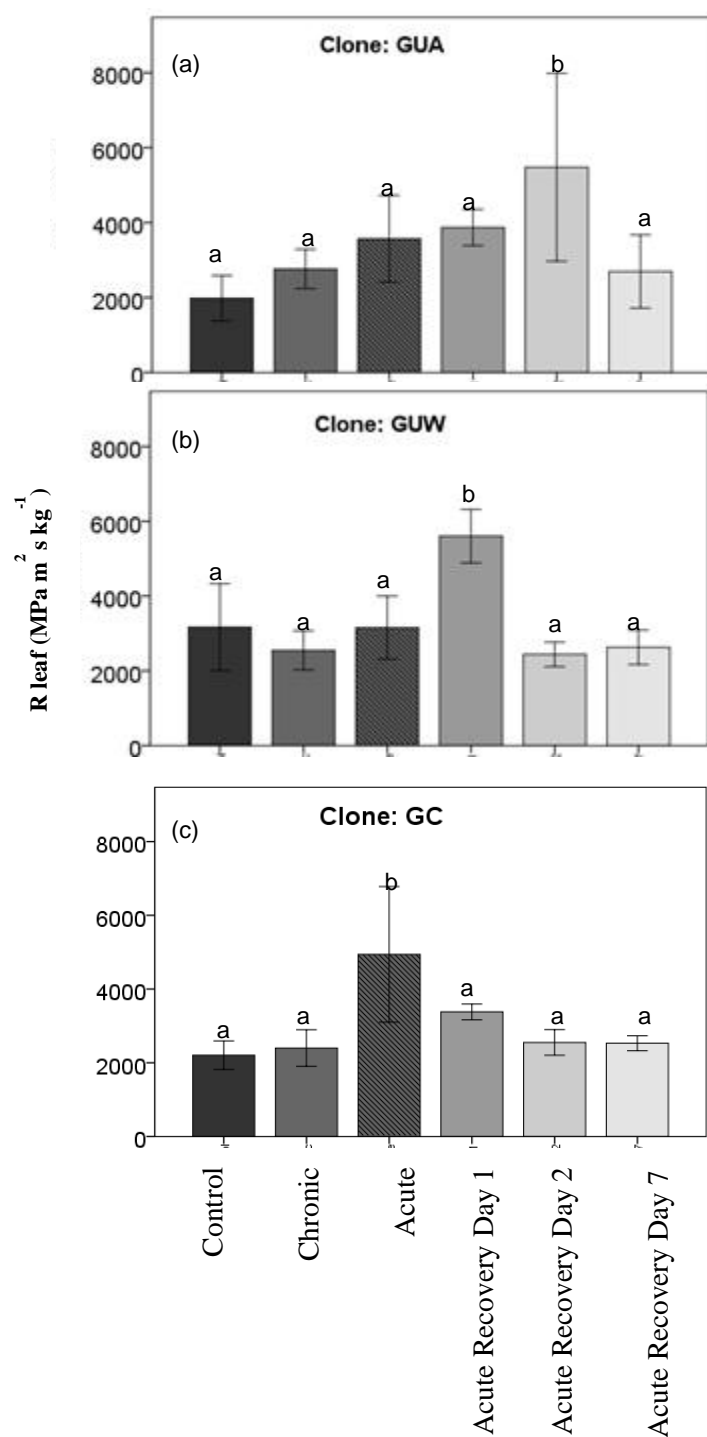 (a)
Clone: GUA
8000
6000
4000
2000
0
a
a
a
a
b
a
(b)
Clone: GUW
8000
6000
4000
2000
0
a
a
a
b
a
a
R leaf (MPa m² s kg⁻¹)
(c)
Clone: GC
8000
6000
4000
2000
0
a
a
b
a
a
a
Control
Chronic
Acute
Acute Recovery Day 1
Acute Recovery Day 2
Acute Recovery Day 7